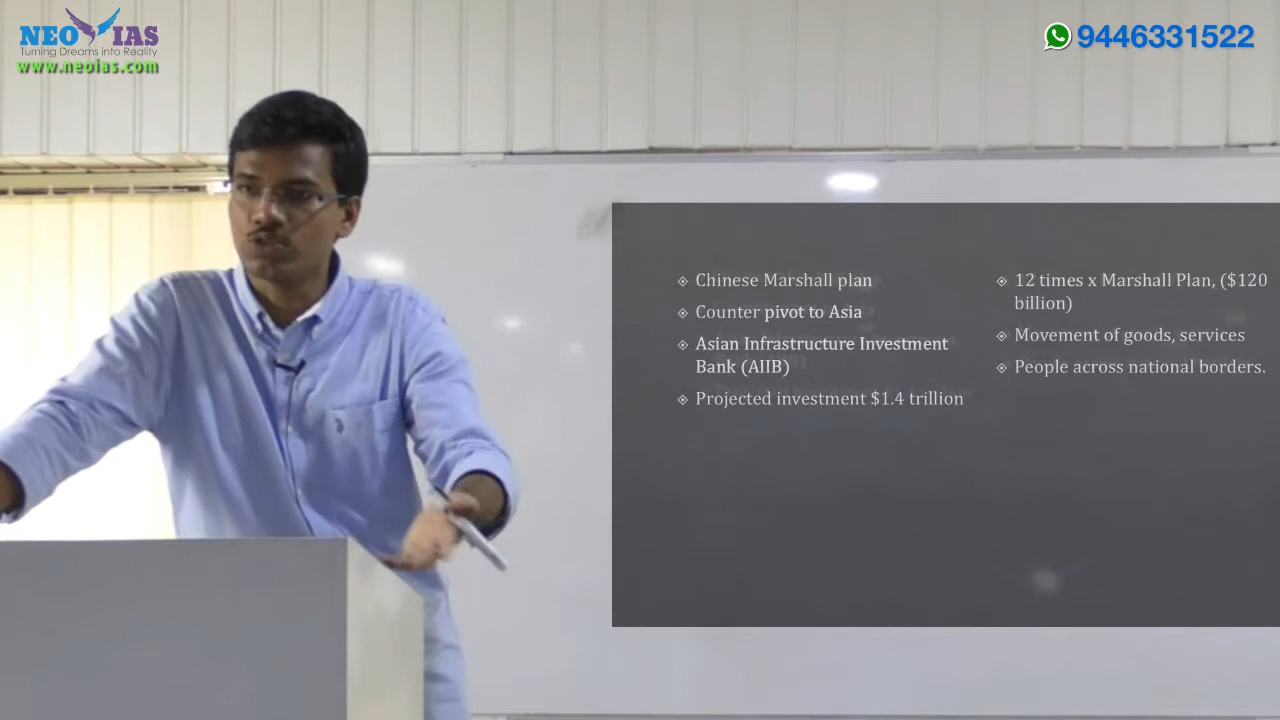 NEO IAS
Turning Dreams into Reality
www.neoias.com
9446331522
Chinese Marshall plan
Counter pivot to Asia
Asian Infrastructure Investment
Bank (AIIB)
Projected investment $1.4 trillion
12 times x Marshall Plan, ($120
billion)
Movement of goods, services
People across national borders.